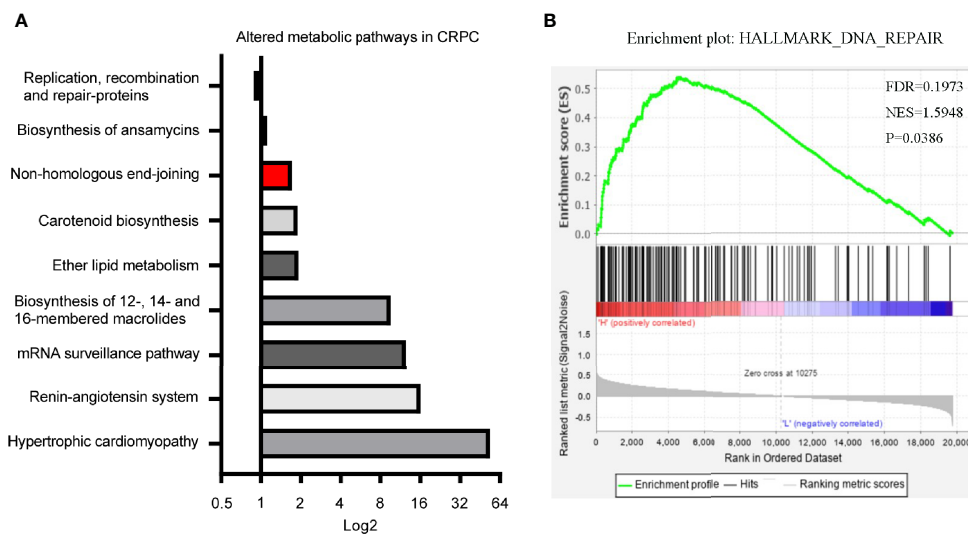 A
Altered metabolic pathways in CRPC
Replication, recombination
and repair-proteins
Biosynthesis of ansamycins
Non-homologous end-joining
Carotenoid biosynthesis
Ether lipid metabolism
Biosynthesis of 12-, 14- and
16-membered macrolides
mRNA surveillance pathway
Renin-angiotensin system
Hypertrophic cardiomyopathy
0.5 1 2 4 8 16 32 64
Log2
B
Enrichment plot: HALLMARK_DNA_REPAIR
FDR=0.1973
NES=1.5948
P=0.0386
Enrichment score (ES)
0.5
0.4
0.3
0.2
0.1
0.0
'H' (positively correlated)
Ranked list metric (Signal2Noise)
1.5
1.0
0.5
0.0
-0.5
Zero cross at 10275
'L' (negatively correlated)
0 2,000 4,000 6,000 8,000 10,000 12,000 14,000 16,000 18,000 20,000
Rank in Ordered Dataset
Enrichment profile Hits Ranking metric scores